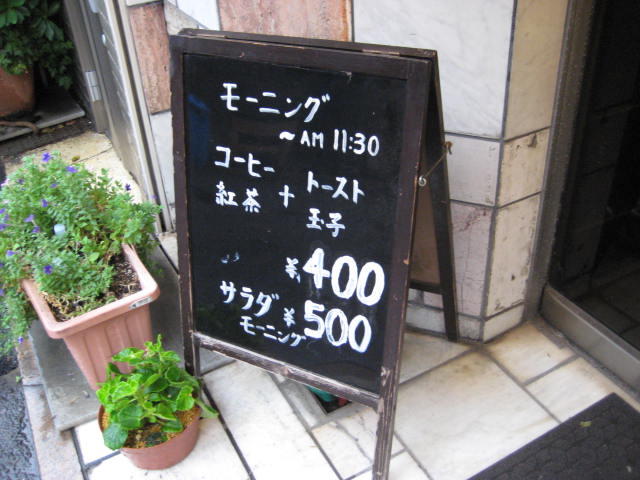 モーニング
～AM 11:30
コーヒー
紅茶
+
トースト
玉子
¥400
サラダ
モーニング
¥500